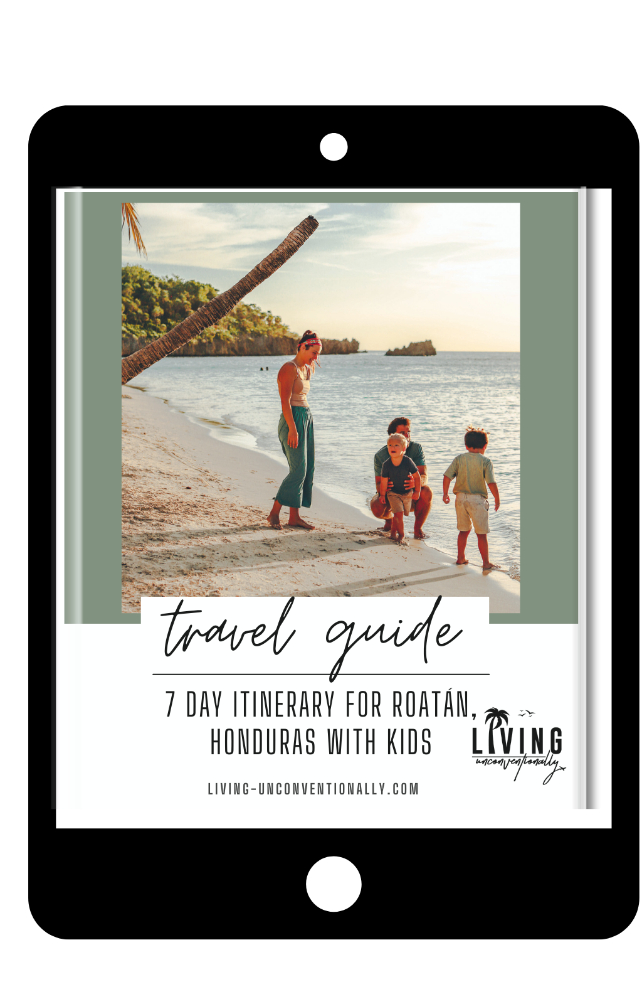 travel guide
7 DAY ITINERARY FOR ROATÁN,
HONDURAS WITH KIDS
LIVING
unconventionally
LIVING-UNCONVENTIONALLY.COM